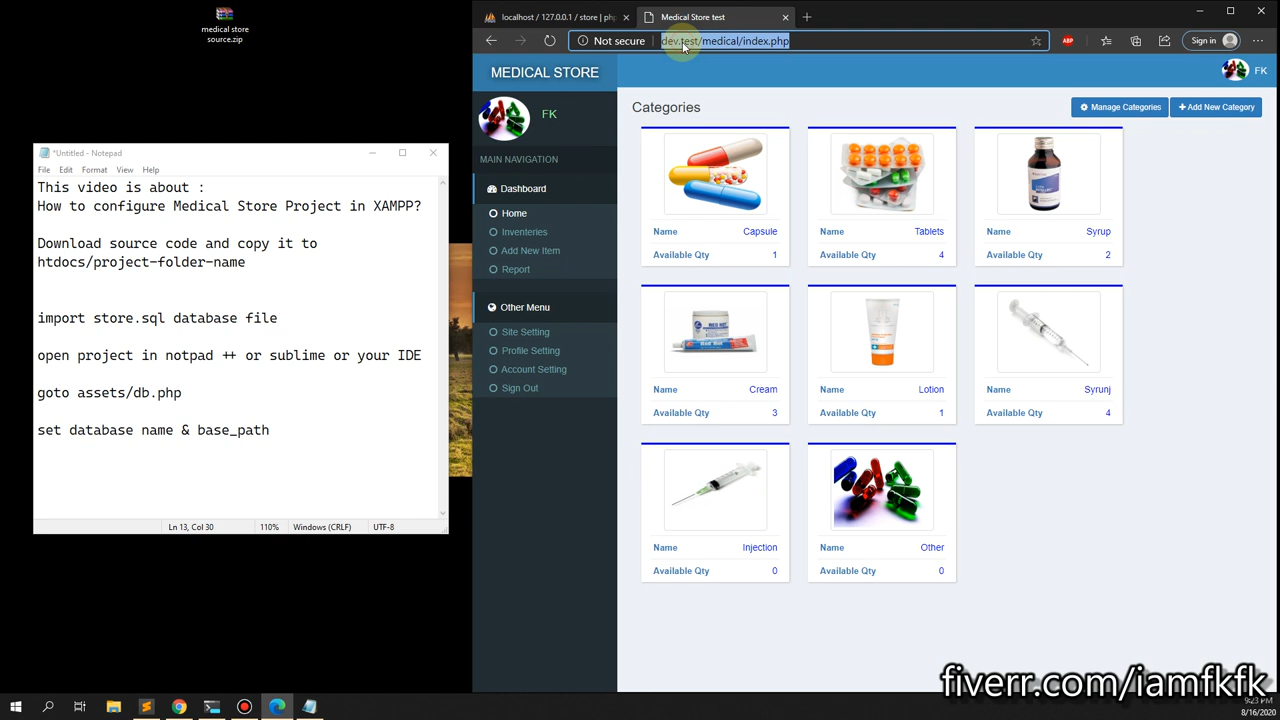 medical store
source.zip
*Untitled - Notepad
File Edit Format View Help
This video is about :
How to configure Medical Store Project in XAMPP?
Download source code and copy it to
htdocs/project-folder-name
import store.sql database file
open project in notpad ++ or sublime or your IDE
goto assets/db.php
set database name & base_path
Ln 13, Col 30 110% Windows (CRLF) UTF-8
localhost / 127.0.0.1 / store | php
Medical Store test
Not secure dev.test/medical/index.php
ABP
Sign in
MEDICAL STORE
FK
FK
MAIN NAVIGATION
Dashboard
Home
Inventeries
Add New Item
Report
Other Menu
Site Setting
Profile Setting
Account Setting
Sign Out
Categories
Manage Categories
Add New Category
Name Capsule
Available Qty 1
Name Tablets
Available Qty 4
Name Syrup
Available Qty 2
Name Cream
Available Qty 3
Name Lotion
Available Qty 1
Name Syrunj
Available Qty 4
Name Injection
Available Qty 0
Name Other
Available Qty 0
fiverr.com/iamfkfk
9:23 PM
8/16/2020